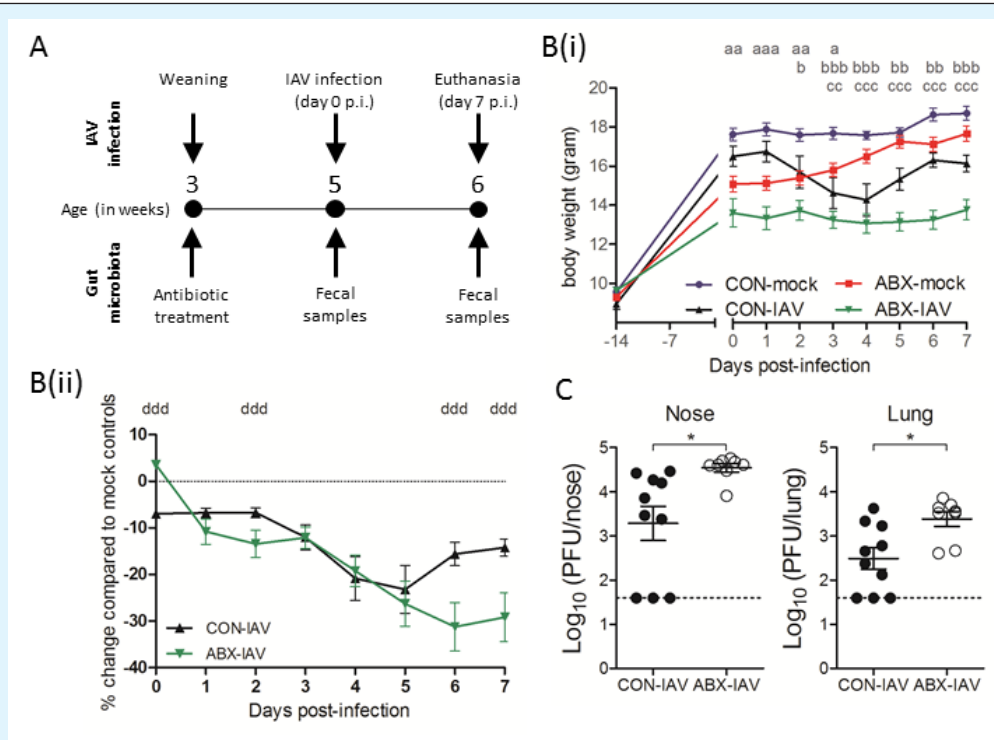 A
Weaning
IAV infection
(day 0 p.i.)
Euthanasia
(day 7 p.i.)
IAV
infection
3
5
6
Age (in weeks)
Gut
microbiota
Antibiotic
treatment
Fecal
samples
Fecal
samples
B(i)
aa aaa aa a
b bbb bbb bb bb bbb
cc ccc ccc ccc ccc
20
18
16
14
12
10
body weight (gram)
CON-mock
ABX-mock
CON-IAV
ABX-IAV
-14 -7 0 1 2 3 4 5 6 7
Days post-infection
B(ii)
ddd ddd ddd ddd
10
0
-10
-20
-30
-40
% change compared to mock controls
CON-IAV
ABX-IAV
0 1 2 3 4 5 6 7
Days post-infection
C
Nose
*
5
4
3
2
1
0
Log10 (PFU/nose)
CON-IAV ABX-IAV
Lung
*
5
4
3
2
1
0
Log10 (PFU/lung)
CON-IAV ABX-IAV